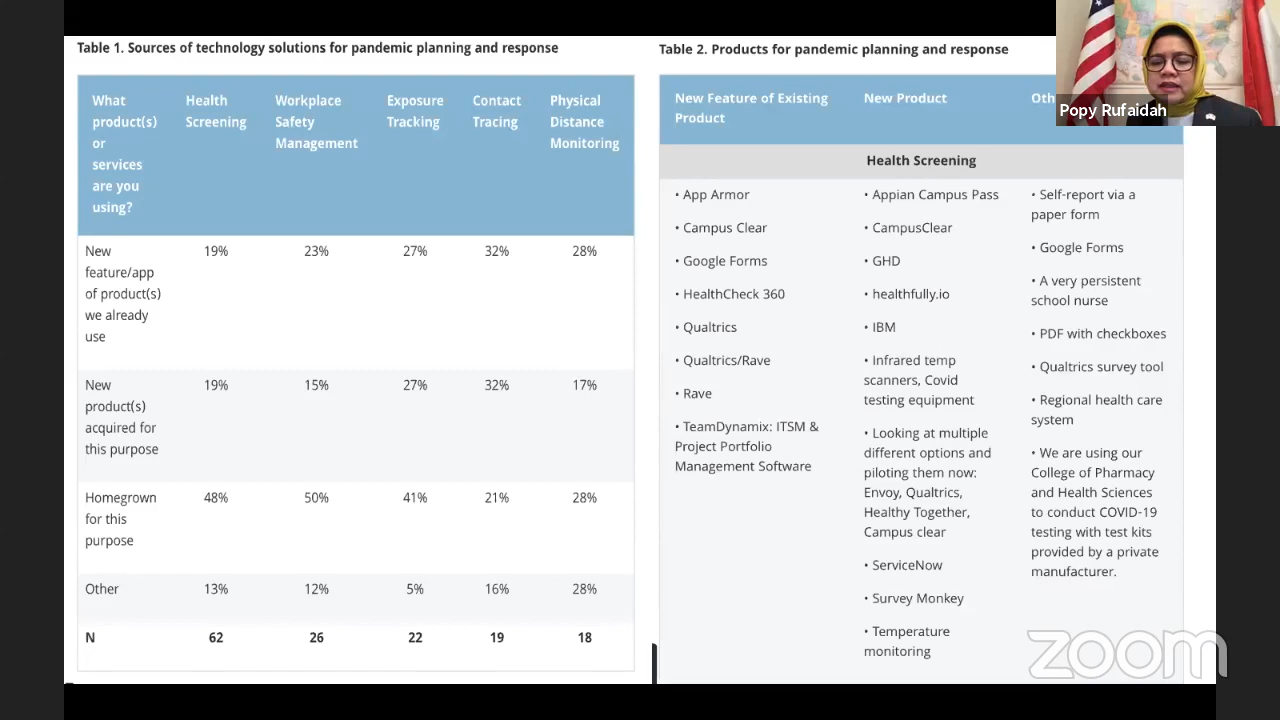 Table 1. Sources of technology solutions for pandemic planning and response
What
product(s)
or
services
are you
using?
Health
Screening
Workplace
Safety
Management
Exposure
Tracking
Contact
Tracing
Physical
Distance
Monitoring
New
feature/app
of product(s)
we already
use
19%
23%
27%
32%
28%
New
product(s)
acquired for
this purpose
19%
15%
27%
32%
17%
Homegrown
for this
purpose
48%
50%
41%
21%
28%
Other
13%
12%
5%
16%
28%
N
62
26
22
19
18
Table 2. Products for pandemic planning and response
New Feature of Existing
Product
New Product
Oth
Health Screening
• App Armor
• Campus Clear
• Google Forms
• HealthCheck 360
• Qualtrics
• Qualtrics/Rave
• Rave
• TeamDynamix: ITSM &
Project Portfolio
Management Software
• Appian Campus Pass
• CampusClear
• GHD
• healthfully.io
• IBM
• Infrared temp
scanners, Covid
testing equipment
• Looking at multiple
different options and
piloting them now:
Envoy, Qualtrics,
Healthy Together,
Campus clear
• ServiceNow
• Survey Monkey
• Temperature
monitoring
• Self-report via a
paper form
• Google Forms
• A very persistent
school nurse
• PDF with checkboxes
• Qualtrics survey tool
• Regional health care
system
• We are using our
College of Pharmacy
and Health Sciences
to conduct COVID-19
testing with test kits
provided by a private
manufacturer.
Popy Rufaidah
zoom